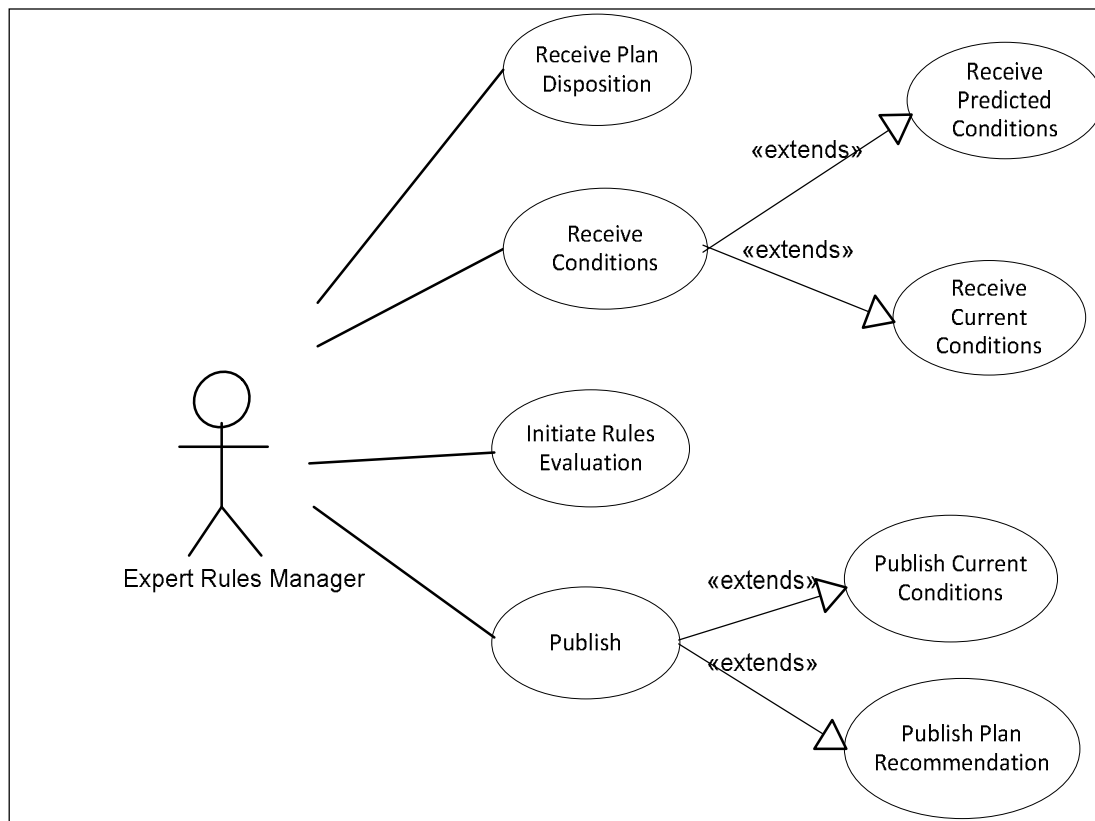 Receive Plan
Disposition
Receive
Predicted
Conditions
«extends»
Receive
Conditions
«extends»
Receive
Current
Conditions
Initiate Rules
Evaluation
Expert Rules Manager
Publish
«extends»
Publish Current
Conditions
«extends»
Publish Plan
Recommendation